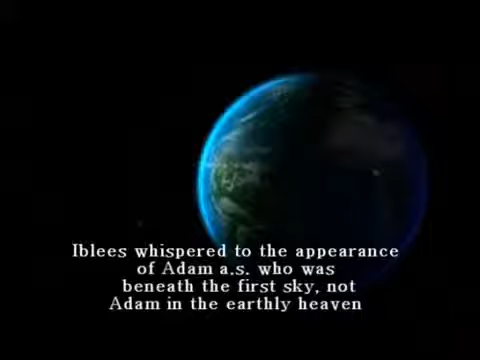 Iblees whispered to the appearance
of Adam a.s. who was
beneath the first sky, not
Adam in the earthly heaven